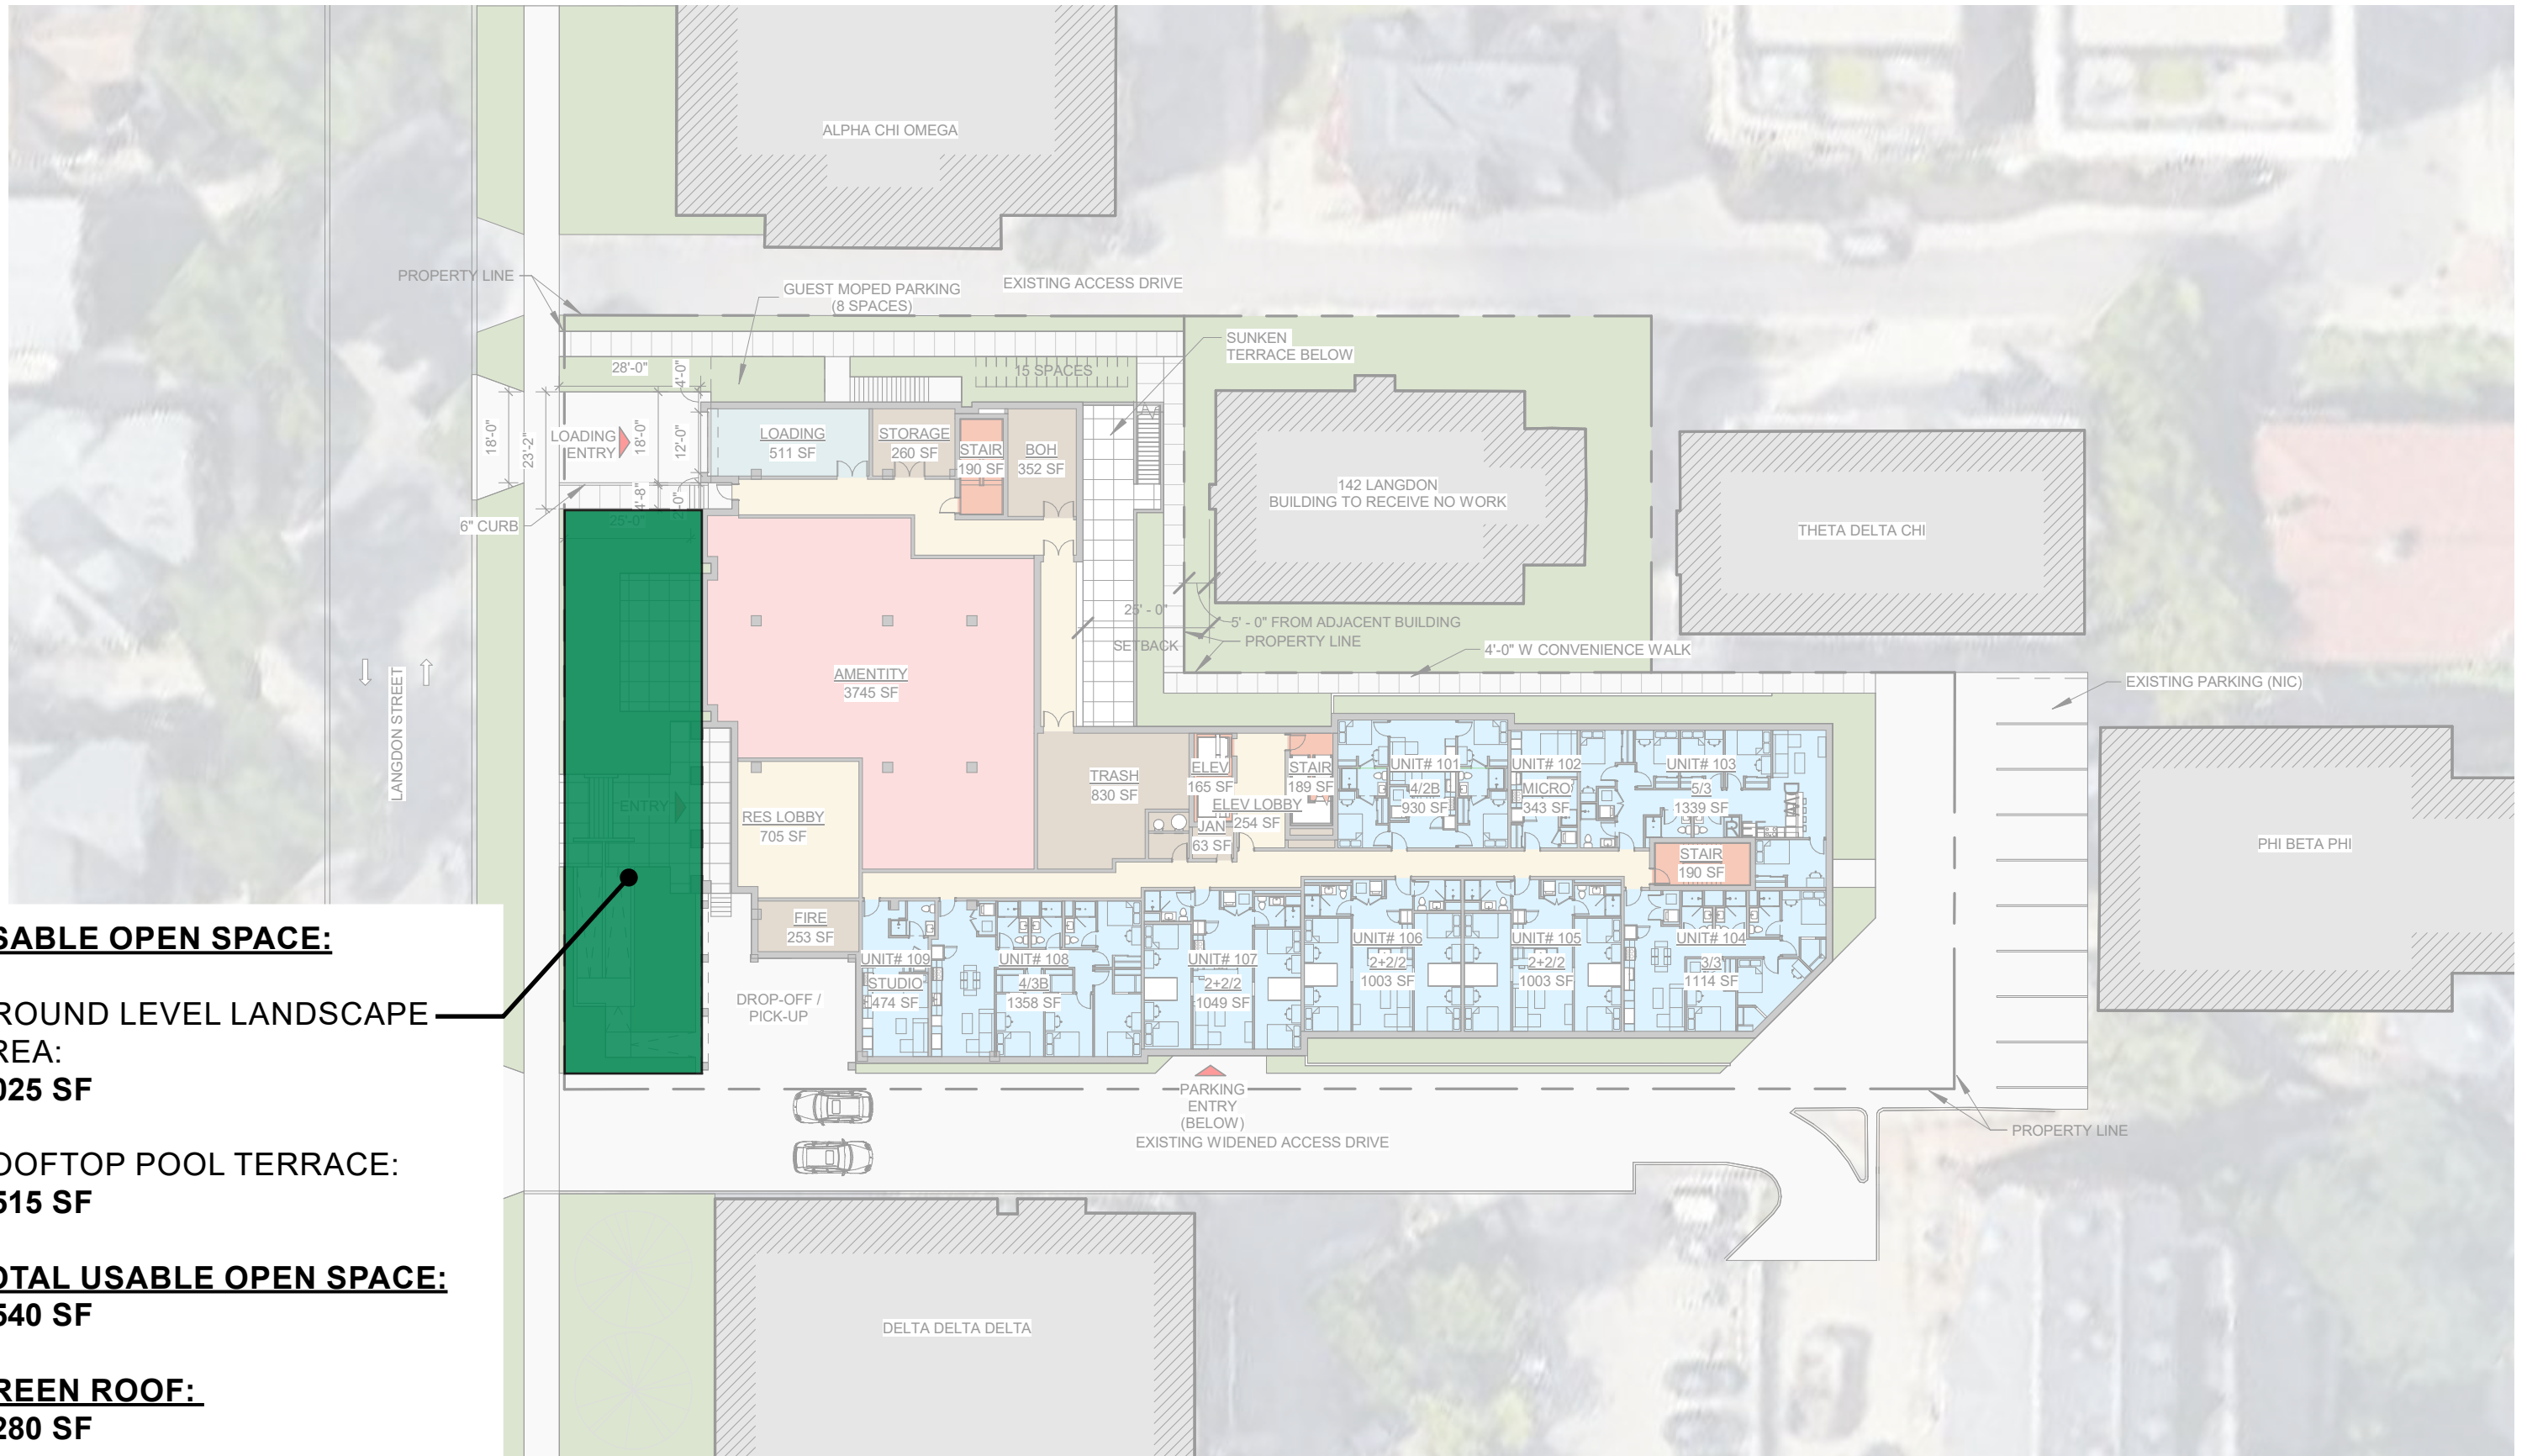 ALPHA CHI OMEGA
PROPERTY LINE
GUEST MOPED PARKING
(8 SPACES)
EXISTING ACCESS DRIVE
SUNKEN
TERRACE BELOW
28'-0"
4'-0"
15 SPACES
18'-0"
23'-2"
LOADING
ENTRY
18'-0"
12'-0"
LOADING
511 SF
STORAGE
260 SF
STAIR
190 SF
BOH
352 SF
142 LANGDON
BUILDING TO RECEIVE NO WORK
THETA DELTA CHI
6" CURB
4'-8"
25'-0"
25' - 0"
SETBACK
5' - 0" FROM ADJACENT BUILDING
PROPERTY LINE
4'-0" W CONVENIENCE WALK
EXISTING PARKING (NIC)
LANGDON STREET
AMENTITY
3745 SF
ENTRY
RES LOBBY
705 SF
TRASH
830 SF
ELEV
165 SF
ELEV LOBBY
254 SF
JAN
63 SF
STAIR
189 SF
UNIT# 101
4/2B
930 SF
UNIT# 102
MICRO
343 SF
UNIT# 103
5/3
1339 SF
STAIR
190 SF
PHI BETA PHI
FIRE
253 SF
UNIT# 109
STUDIO
474 SF
UNIT# 108
4/3B
1358 SF
UNIT# 107
2+2/2
1049 SF
UNIT# 106
2+2/2
1003 SF
UNIT# 105
2+2/2
1003 SF
UNIT# 104
3/3
1114 SF
DROP-OFF /
PICK-UP
PARKING
ENTRY
(BELOW)
EXISTING WIDENED ACCESS DRIVE
PROPERTY LINE
DELTA DELTA DELTA
SABLE OPEN SPACE:
ROUND LEVEL LANDSCAPE
REA:
025 SF
OOFTOP POOL TERRACE:
515 SF
OTAL USABLE OPEN SPACE:
540 SF
REEN ROOF:
280 SF